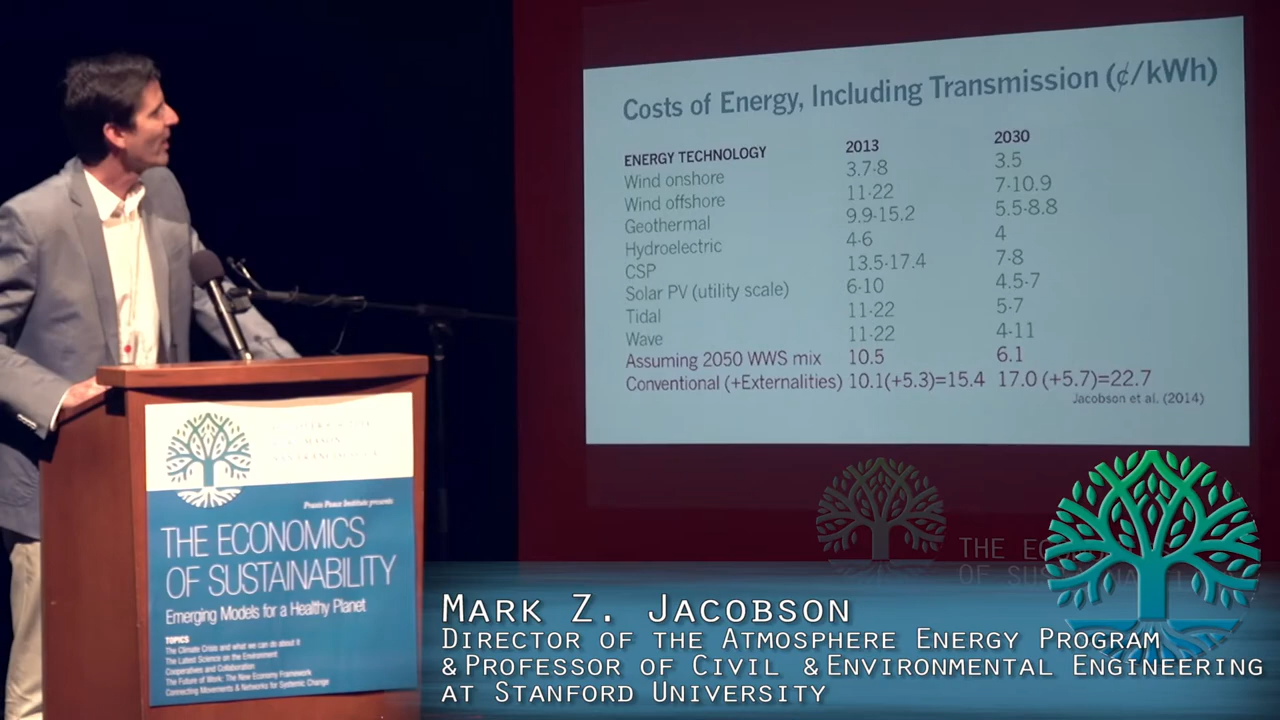 Costs of Energy, Including Transmission (¢/kWh)
ENERGY TECHNOLOGY 2013 2030
Wind onshore 3.7-8 3.5
Wind offshore 11-22 7-10.9
Geothermal 9.9-15.2 5.5-8.8
Hydroelectric 4-6 4
CSP 13.5-17.4 7-8
Solar PV (utility scale) 6-10 4.5-7
Tidal 11-22 5-7
Wave 11-22 4-11
Assuming 2050 WWS mix 10.5 6.1
Conventional (+Externalities) 10.1(+5.3)=15.4 17.0 (+5.7)=22.7
Jacobson et al. (2014)
Praxis Peace Institute presents
THE ECONOMICS
OF SUSTAINABILITY
Emerging Models for a Healthy Planet
TOPICS
The Climate Crisis and what we can do about it
The Latest Science on the Environment
Cooperatives and Collaboration
The Future of Work: The New Economy Framework
Connecting Movements & Networks for Systemic Change
THE
OF
MARK Z. JACOBSON
DIRECTOR OF THE ATMOSPHERE ENERGY PROGRAM
& PROFESSOR OF CIVIL & ENVIRONMENTAL ENGINEERING
AT STANFORD UNIVERSITY